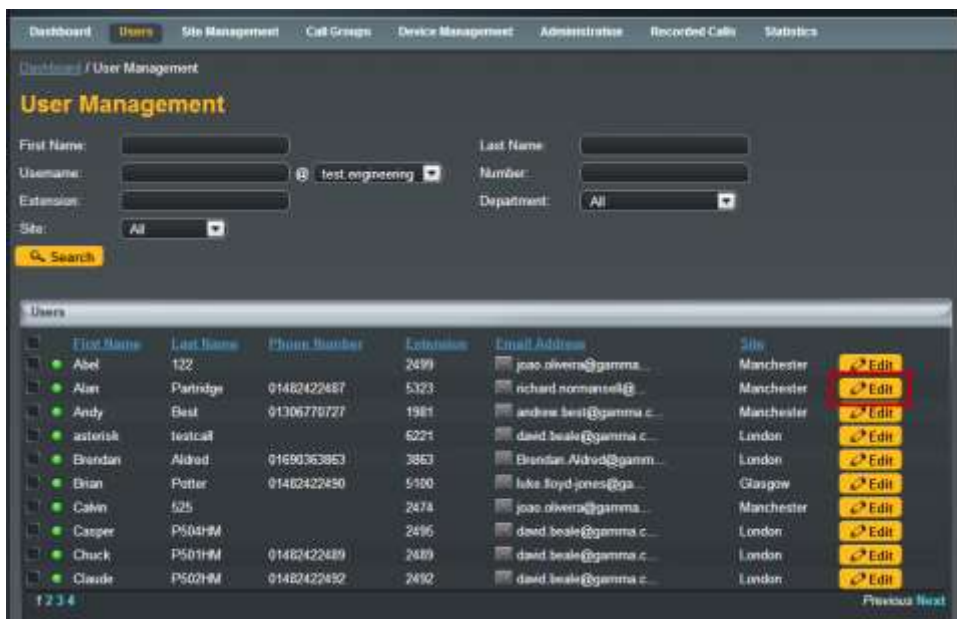 Dashboard Users Site Management Call Groups Device Management Administration Recorded Calls Statistics
Dashboard / User Management
User Management
First Name: Last Name:
Username: @ test.engineering Number:
Extension: Department: All
Site: All
Search
Users
First Name Last Name Phone Number Extension Email Address Site
Abel 122 2499 joao.oliveira@gamma... Manchester Edit
Alan Partridge 01482422487 5323 richard.normansell@... Manchester Edit
Andy Best 01306770727 1981 andrew.best@gamma.c... Manchester Edit
asterisk testcall 6221 david.beale@gamma.c... London Edit
Brendan Aldred 01690363863 3863 Brendan.Aldred@gamm... London Edit
Brian Potter 01482422490 5100 luke.floyd-jones@ga... Glasgow Edit
Calvin 525 2474 joao.oliveira@gamma... Manchester Edit
Casper P504HM 2495 david.beale@gamma.c... London Edit
Chuck P501HM 01482422489 2489 david.beale@gamma.c... London Edit
Claude P502HM 01482422492 2492 david.beale@gamma.c... London Edit
1 2 3 4 Previous Next